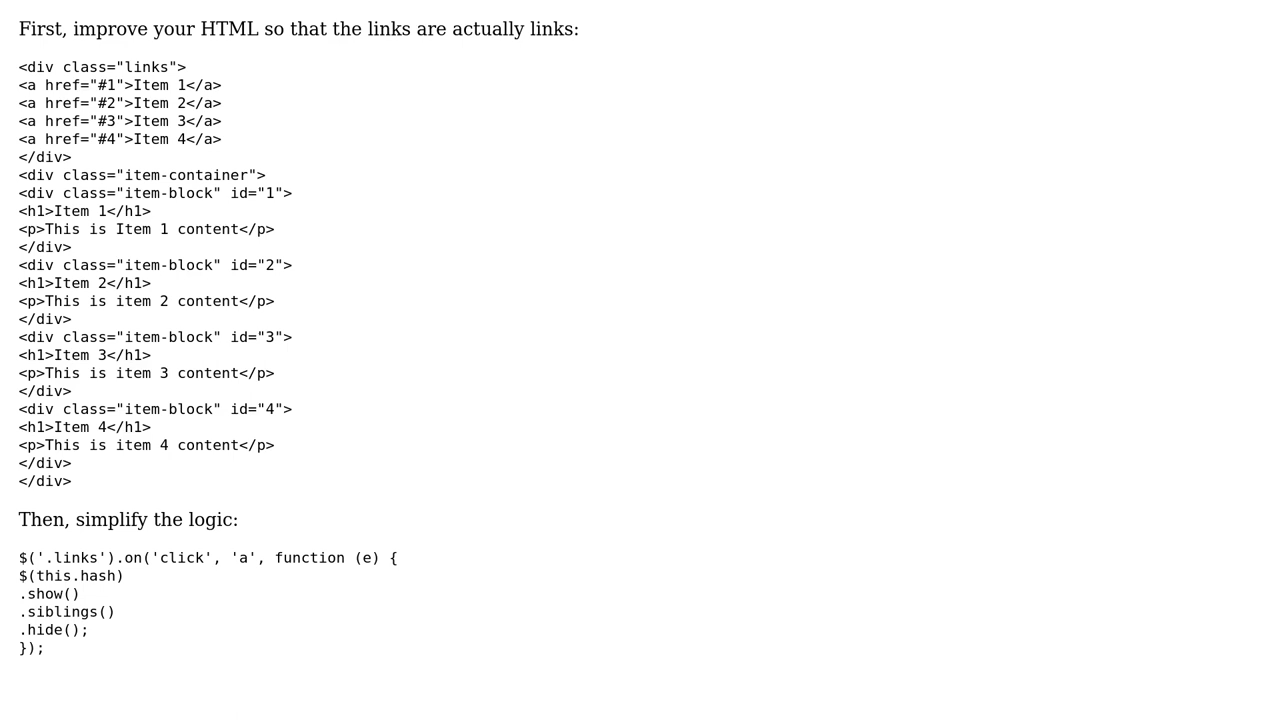 First, improve your HTML so that the links are actually links:
<div class="links">
<a href="#1">Item 1</a>
<a href="#2">Item 2</a>
<a href="#3">Item 3</a>
<a href="#4">Item 4</a>
</div>
<div class="item-container">
<div class="item-block" id="1">
<h1>Item 1</h1>
<p>This is Item 1 content</p>
</div>
<div class="item-block" id="2">
<h1>Item 2</h1>
<p>This is item 2 content</p>
</div>
<div class="item-block" id="3">
<h1>Item 3</h1>
<p>This is item 3 content</p>
</div>
<div class="item-block" id="4">
<h1>Item 4</h1>
<p>This is item 4 content</p>
</div>
</div>
Then, simplify the logic:
$('.links').on('click', 'a', function (e) {
$(this.hash)
.show()
.siblings()
.hide();
});